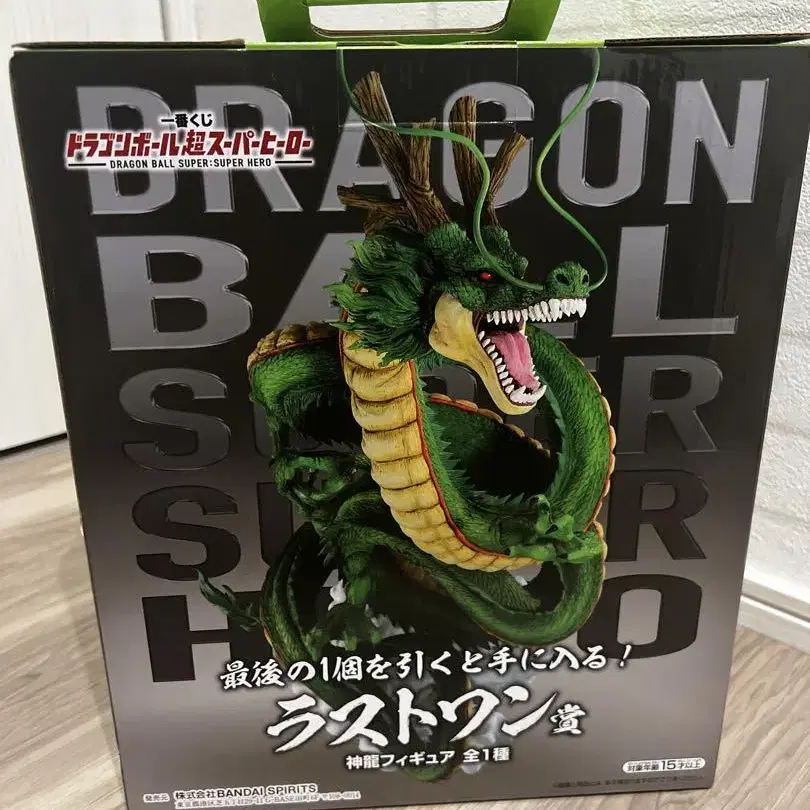 DRAGON
一番くじ
ドラゴンボール超スーパーヒーロー
DRAGON BALL SUPER:SUPER HERO
BALL
SUPER
SUPER
HERO
最後の1個を引くと手に入る!
ラストワン賞
神龍フィギュア 全1種
対象年齢15才以上
発売元 株式会社BANDAI SPIRITS